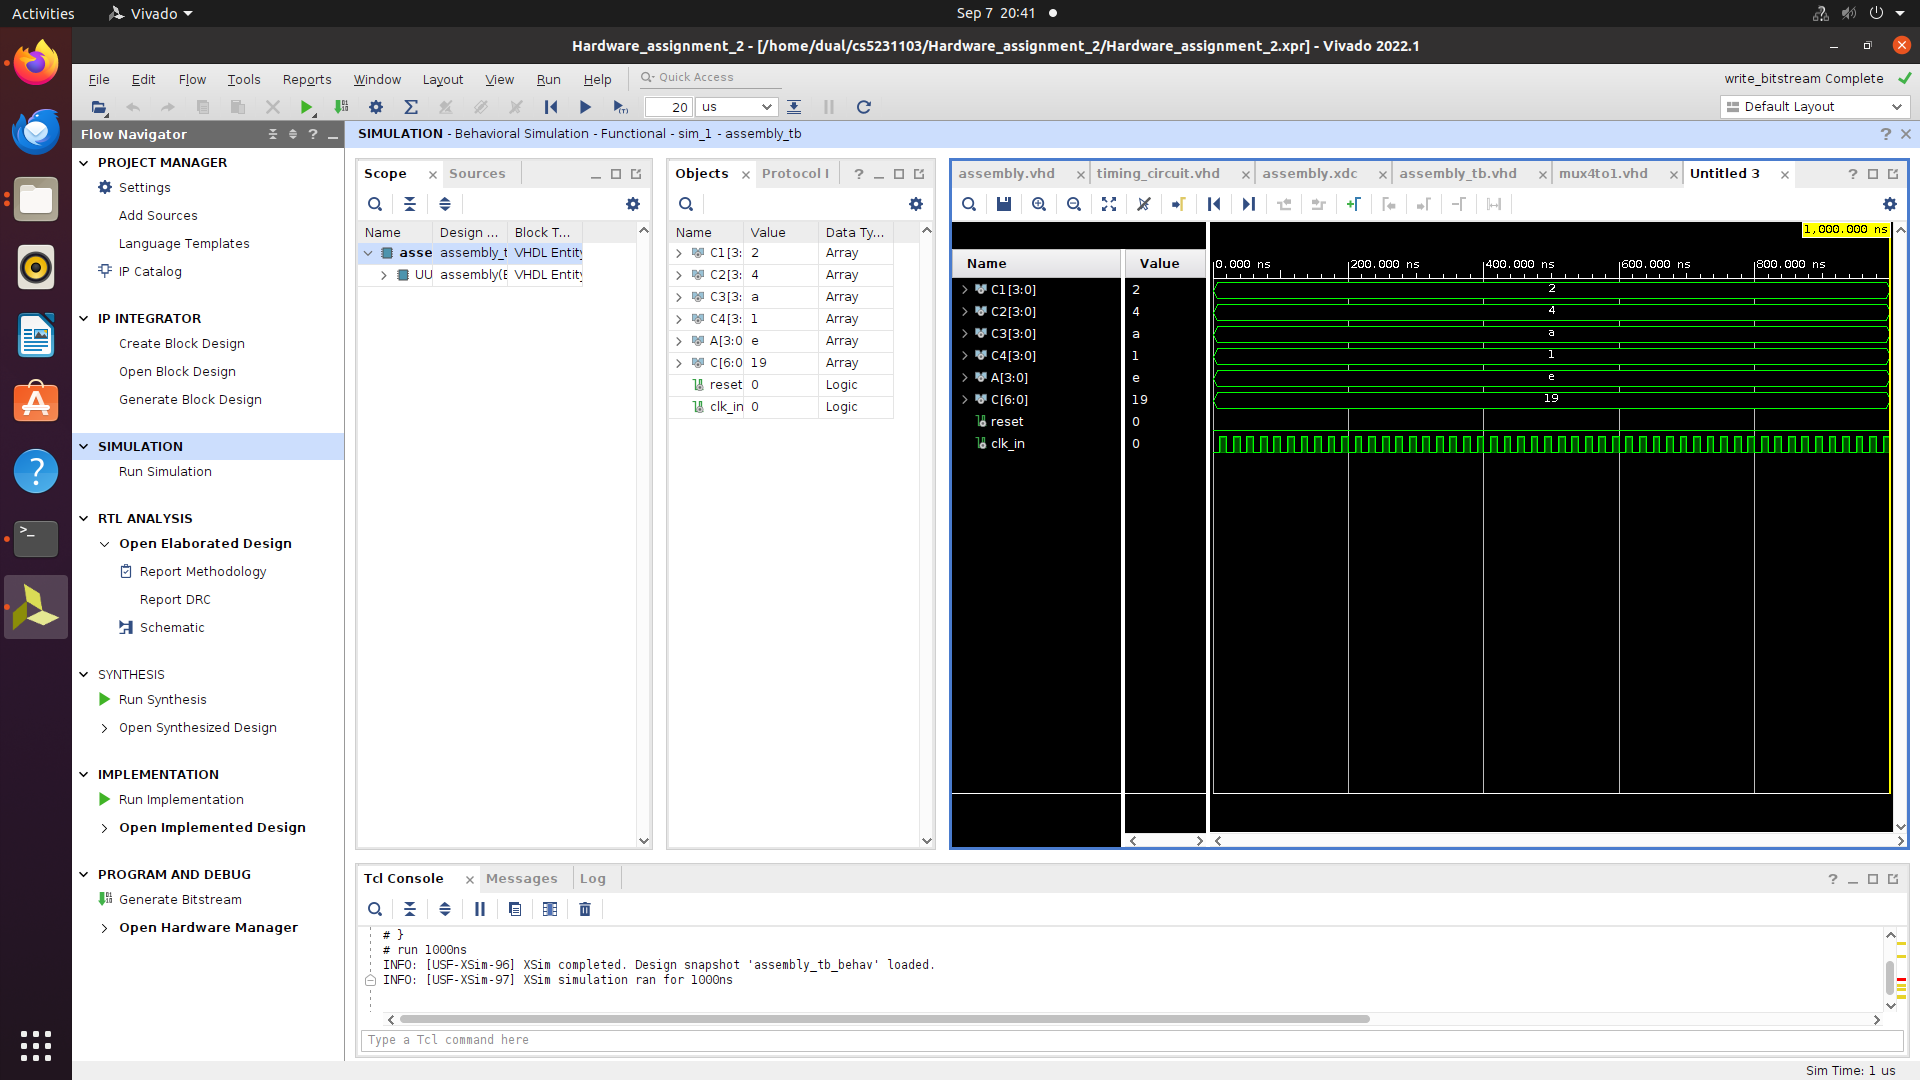 Activities
Vivado
Sep 7 20:41
Hardware_assignment_2 - [/home/dual/cs5231103/Hardware_assignment_2/Hardware_assignment_2.xpr] - Vivado 2022.1
File Edit Flow Tools Reports Window Layout View Run Help
Quick Access
write_bitstream Complete
20 us
Default Layout
Flow Navigator
SIMULATION - Behavioral Simulation - Functional - sim_1 - assembly_tb
PROJECT MANAGER
Settings
Add Sources
Language Templates
IP Catalog
IP INTEGRATOR
Create Block Design
Open Block Design
Generate Block Design
SIMULATION
Run Simulation
RTL ANALYSIS
Open Elaborated Design
Report Methodology
Report DRC
Schematic
SYNTHESIS
Run Synthesis
Open Synthesized Design
IMPLEMENTATION
Run Implementation
Open Implemented Design
PROGRAM AND DEBUG
Generate Bitstream
Open Hardware Manager
Scope Sources
Name Design ... Block T...
asse assembly_t VHDL Entity
UU assembly(B VHDL Entity
Objects Protocol I
Name Value Data Ty...
C1[3: 2 Array
C2[3: 4 Array
C3[3: a Array
C4[3: 1 Array
A[3:0 e Array
C[6:0 19 Array
reset 0 Logic
clk_in 0 Logic
assembly.vhd timing_circuit.vhd assembly.xdc assembly_tb.vhd mux4to1.vhd Untitled 3
1,000.000 ns
Name Value
0.000 ns 200.000 ns 400.000 ns 600.000 ns 800.000 ns
C1[3:0] 2 2
C2[3:0] 4 4
C3[3:0] a a
C4[3:0] 1 1
A[3:0] e e
C[6:0] 19 19
reset 0
clk_in 0
Tcl Console Messages Log
# }
# run 1000ns
INFO: [USF-XSim-96] XSim completed. Design snapshot 'assembly_tb_behav' loaded.
INFO: [USF-XSim-97] XSim simulation ran for 1000ns
Type a Tcl command here
Sim Time: 1 us